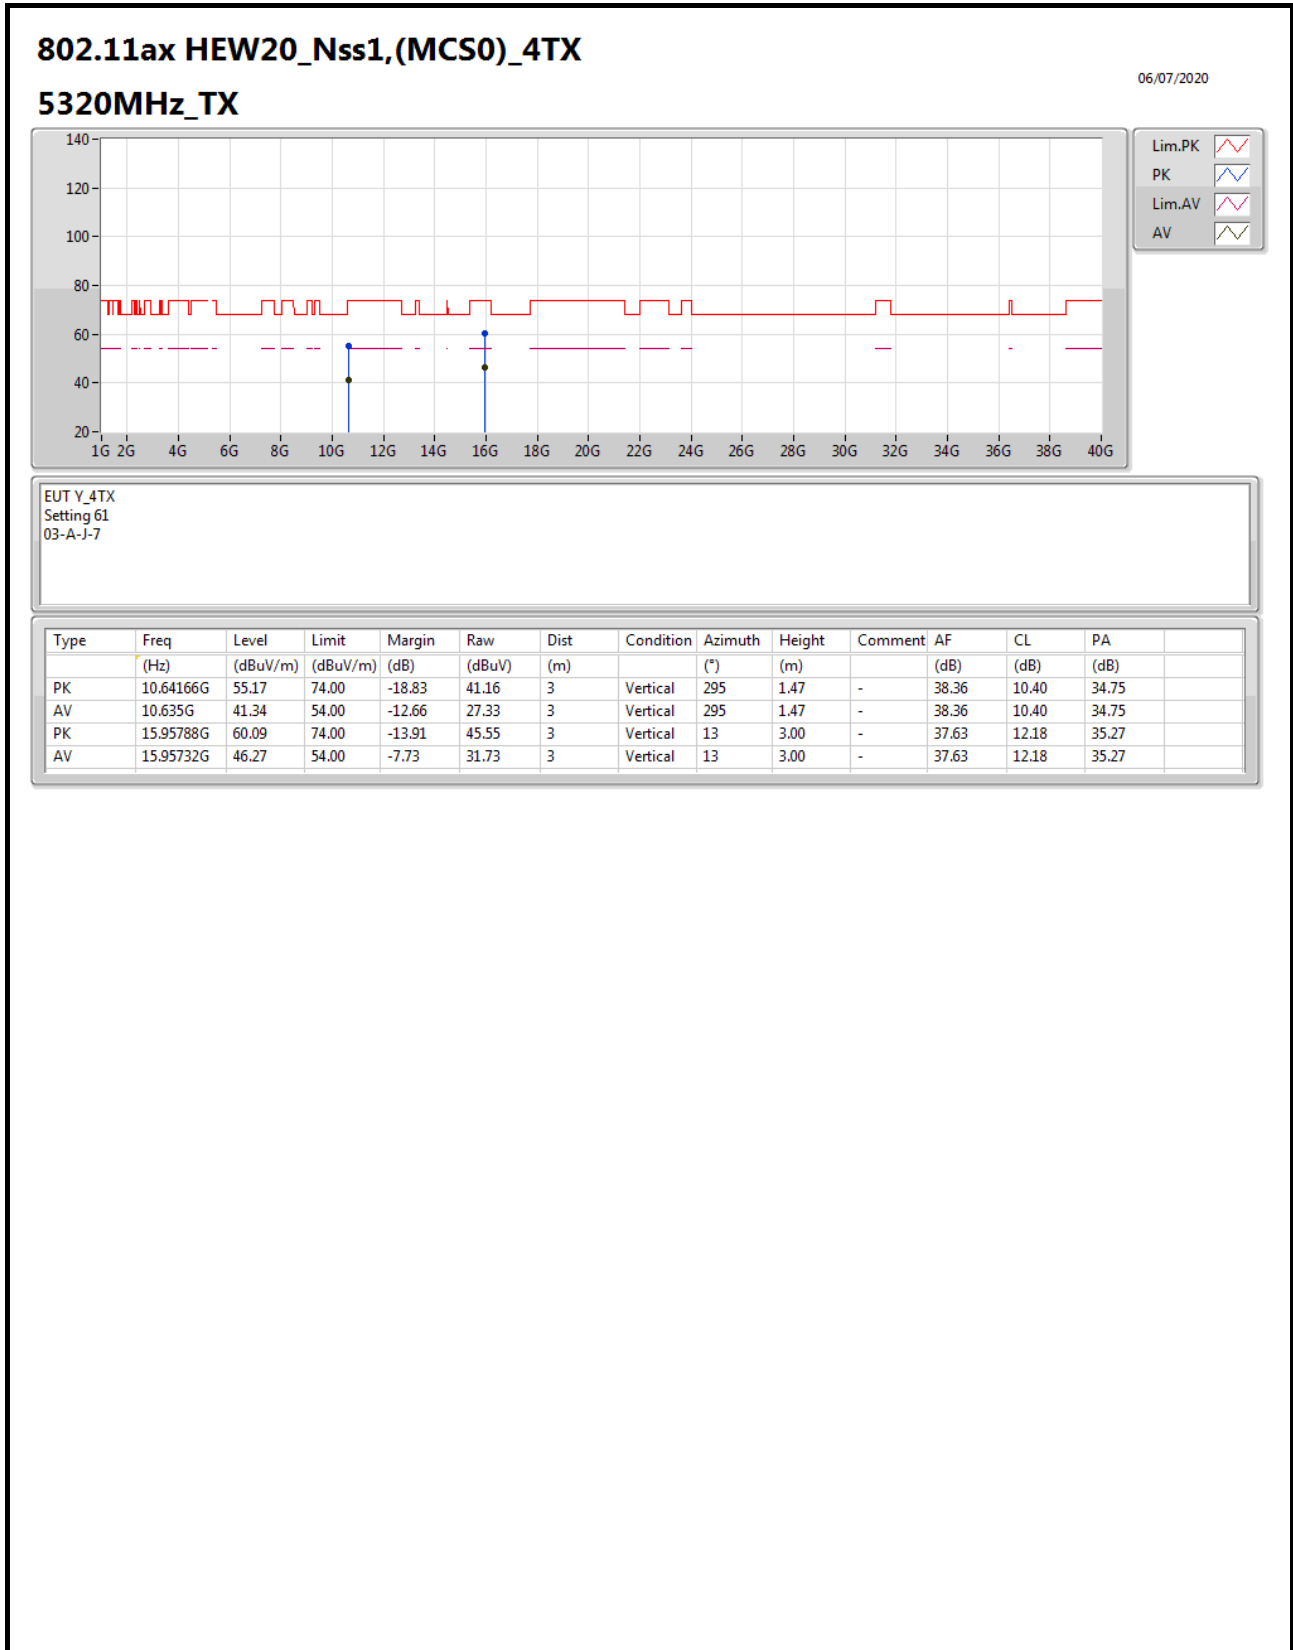 802.11ax HEW20_Nss1,(MCS0)_4TX
06/07/2020
5320MHz_TX
140
120
100
80
60
40
20
1G 2G 4G 6G 8G 10G 12G 14G 16G 18G 20G 22G 24G 26G 28G 30G 32G 34G 36G 38G 40G
Lim.PK
PK
Lim.AV
AV
EUT Y_4TX
Setting 61
03-A-J-7
Type Freq Level Limit Margin Raw Dist Condition Azimuth Height Comment AF CL PA
(Hz) (dBuV/m) (dBuV/m) (dB) (dBuV) (m) (°) (m) (dB) (dB) (dB)
PK 10.64166G 55.17 74.00 -18.83 41.16 3 Vertical 295 1.47 - 38.36 10.40 34.75
AV 10.635G 41.34 54.00 -12.66 27.33 3 Vertical 295 1.47 - 38.36 10.40 34.75
PK 15.95788G 60.09 74.00 -13.91 45.55 3 Vertical 13 3.00 - 37.63 12.18 35.27
AV 15.95732G 46.27 54.00 -7.73 31.73 3 Vertical 13 3.00 - 37.63 12.18 35.27